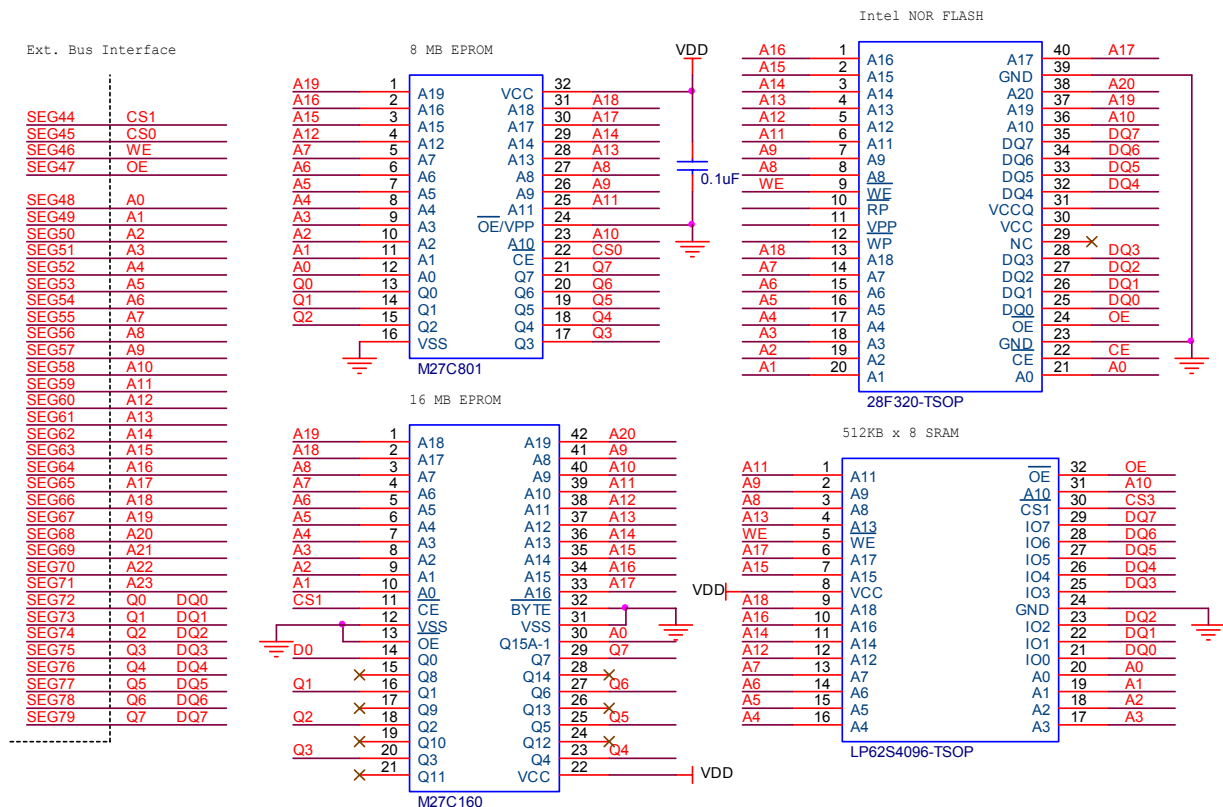 Ext. Bus Interface
SEG44 CS1
SEG45 CS0
SEG46 WE
SEG47 OE
SEG48 A0
SEG49 A1
SEG50 A2
SEG51 A3
SEG52 A4
SEG53 A5
SEG54 A6
SEG55 A7
SEG56 A8
SEG57 A9
SEG58 A10
SEG59 A11
SEG60 A12
SEG61 A13
SEG62 A14
SEG63 A15
SEG64 A16
SEG65 A17
SEG66 A18
SEG67 A19
SEG68 A20
SEG69 A21
SEG70 A22
SEG71 A23
SEG72 Q0 DQ0
SEG73 Q1 DQ1
SEG74 Q2 DQ2
SEG75 Q3 DQ3
SEG76 Q4 DQ4
SEG77 Q5 DQ5
SEG78 Q6 DQ6
SEG79 Q7 DQ7
8 MB EPROM
VDD
A19 1 A19 VCC 32
A16 2 A16 A18 31 A18
A15 3 A15 A17 30 A17
A12 4 A12 A14 29 A14
A7 5 A7 A13 28 A13
A6 6 A6 A8 27 A8
A5 7 A5 A9 26 A9
A4 8 A4 A11 25 A11
A3 9 A3 OE/VPP 24
A2 10 A2 A10 23 A10
A1 11 A1 CE 22 CS0
A0 12 A0 Q7 21 Q7
Q0 13 Q0 Q6 20 Q6
Q1 14 Q1 Q5 19 Q5
Q2 15 Q2 Q4 18 Q4
16 VSS Q3 17 Q3
0.1uF
M27C801
Intel NOR FLASH
A16 1 A16 A17 40 A17
A15 2 A15 GND 39
A14 3 A14 A20 38 A20
A13 4 A13 A19 37 A19
A12 5 A12 A10 36 A10
A11 6 A11 DQ7 35 DQ7
A9 7 A9 DQ6 34 DQ6
A8 8 A8 DQ5 33 DQ5
WE 9 WE DQ4 32 DQ4
10 RP VCCQ 31
11 VPP VCC 30
12 WP NC 29
A18 13 A18 DQ3 28 DQ3
A7 14 A7 DQ2 27 DQ2
A6 15 A6 DQ1 26 DQ1
A5 16 A5 DQ0 25 DQ0
A4 17 A4 OE 24 OE
A3 18 A3 GND 23
A2 19 A2 CE 22 CE
A1 20 A1 A0 21 A0
28F320-TSOP
16 MB EPROM
A19 1 A18 A19 42 A20
A18 2 A17 A8 41 A9
A8 3 A7 A9 40 A10
A7 4 A6 A10 39 A11
A6 5 A5 A11 38 A12
A5 6 A4 A12 37 A13
A4 7 A3 A13 36 A14
A3 8 A2 A14 35 A15
A2 9 A1 A15 34 A16
A1 10 A0 A16 33 A17
CS1 11 CE BYTE 32
12 VSS VSS 31
13 OE Q15A-1 30 A0
D0 14 Q0 Q7 29 Q7
15 Q8 Q14 28
Q1 16 Q1 Q6 27 Q6
17 Q9 Q13 26
Q2 18 Q2 Q5 25 Q5
19 Q10 Q12 24
Q3 20 Q3 Q4 23 Q4
21 Q11 VCC 22 VDD
M27C160
512KB x 8 SRAM
A11 1 A11 OE 32 OE
A9 2 A9 A10 31 A10
A8 3 A8 CS1 30 CS3
A13 4 A13 IO7 29 DQ7
WE 5 WE IO6 28 DQ6
A17 6 A17 IO5 27 DQ5
A15 7 A15 IO4 26 DQ4
VDD 8 VCC IO3 25 DQ3
A18 9 A18 GND 24
A16 10 A16 IO2 23 DQ2
A14 11 A14 IO1 22 DQ1
A12 12 A12 IO0 21 DQ0
A7 13 A7 A0 20 A0
A6 14 A6 A1 19 A1
A5 15 A5 A2 18 A2
A4 16 A4 A3 17 A3
LP62S4096-TSOP